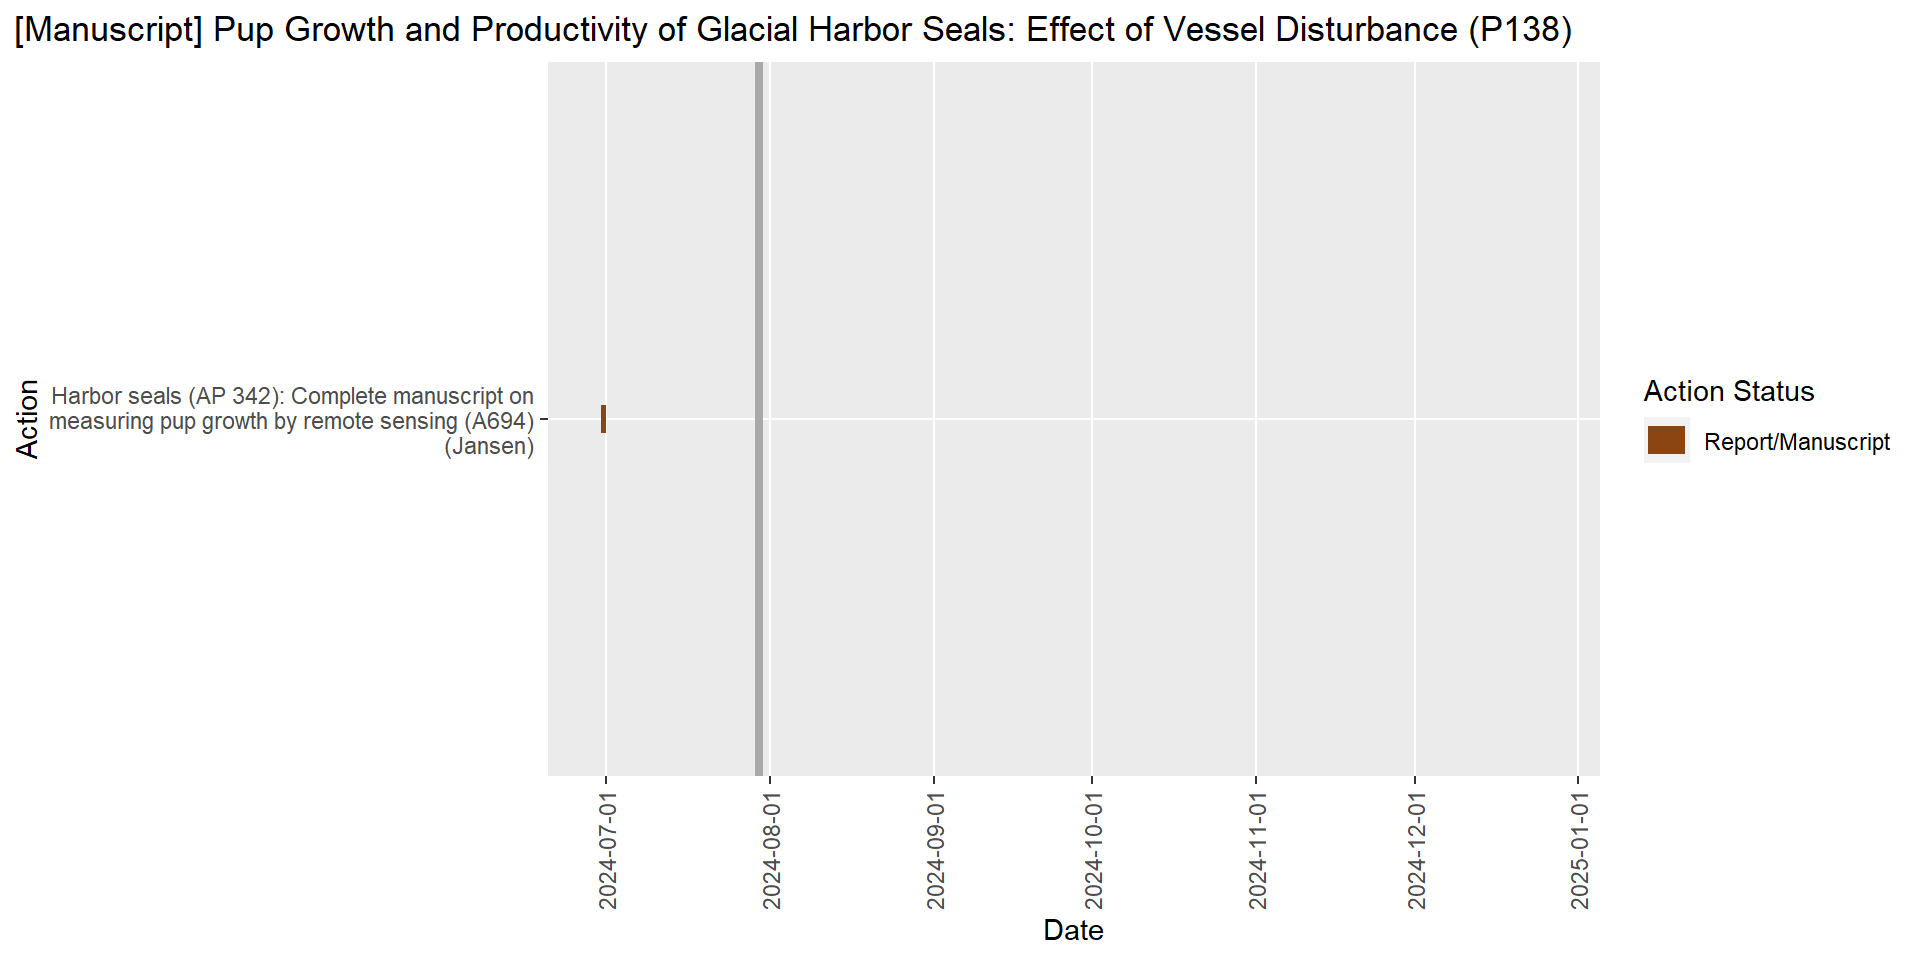 [Manuscript] Pup Growth and Productivity of Glacial Harbor Seals: Effect of Vessel Disturbance (P138)
Action
Harbor seals (AP 342): Complete manuscript on
measuring pup growth by remote sensing (A694)
(Jansen)
2024-07-01
2024-08-01
2024-09-01
2024-10-01
2024-11-01
2024-12-01
2025-01-01
Date
Action Status
Report/Manuscript